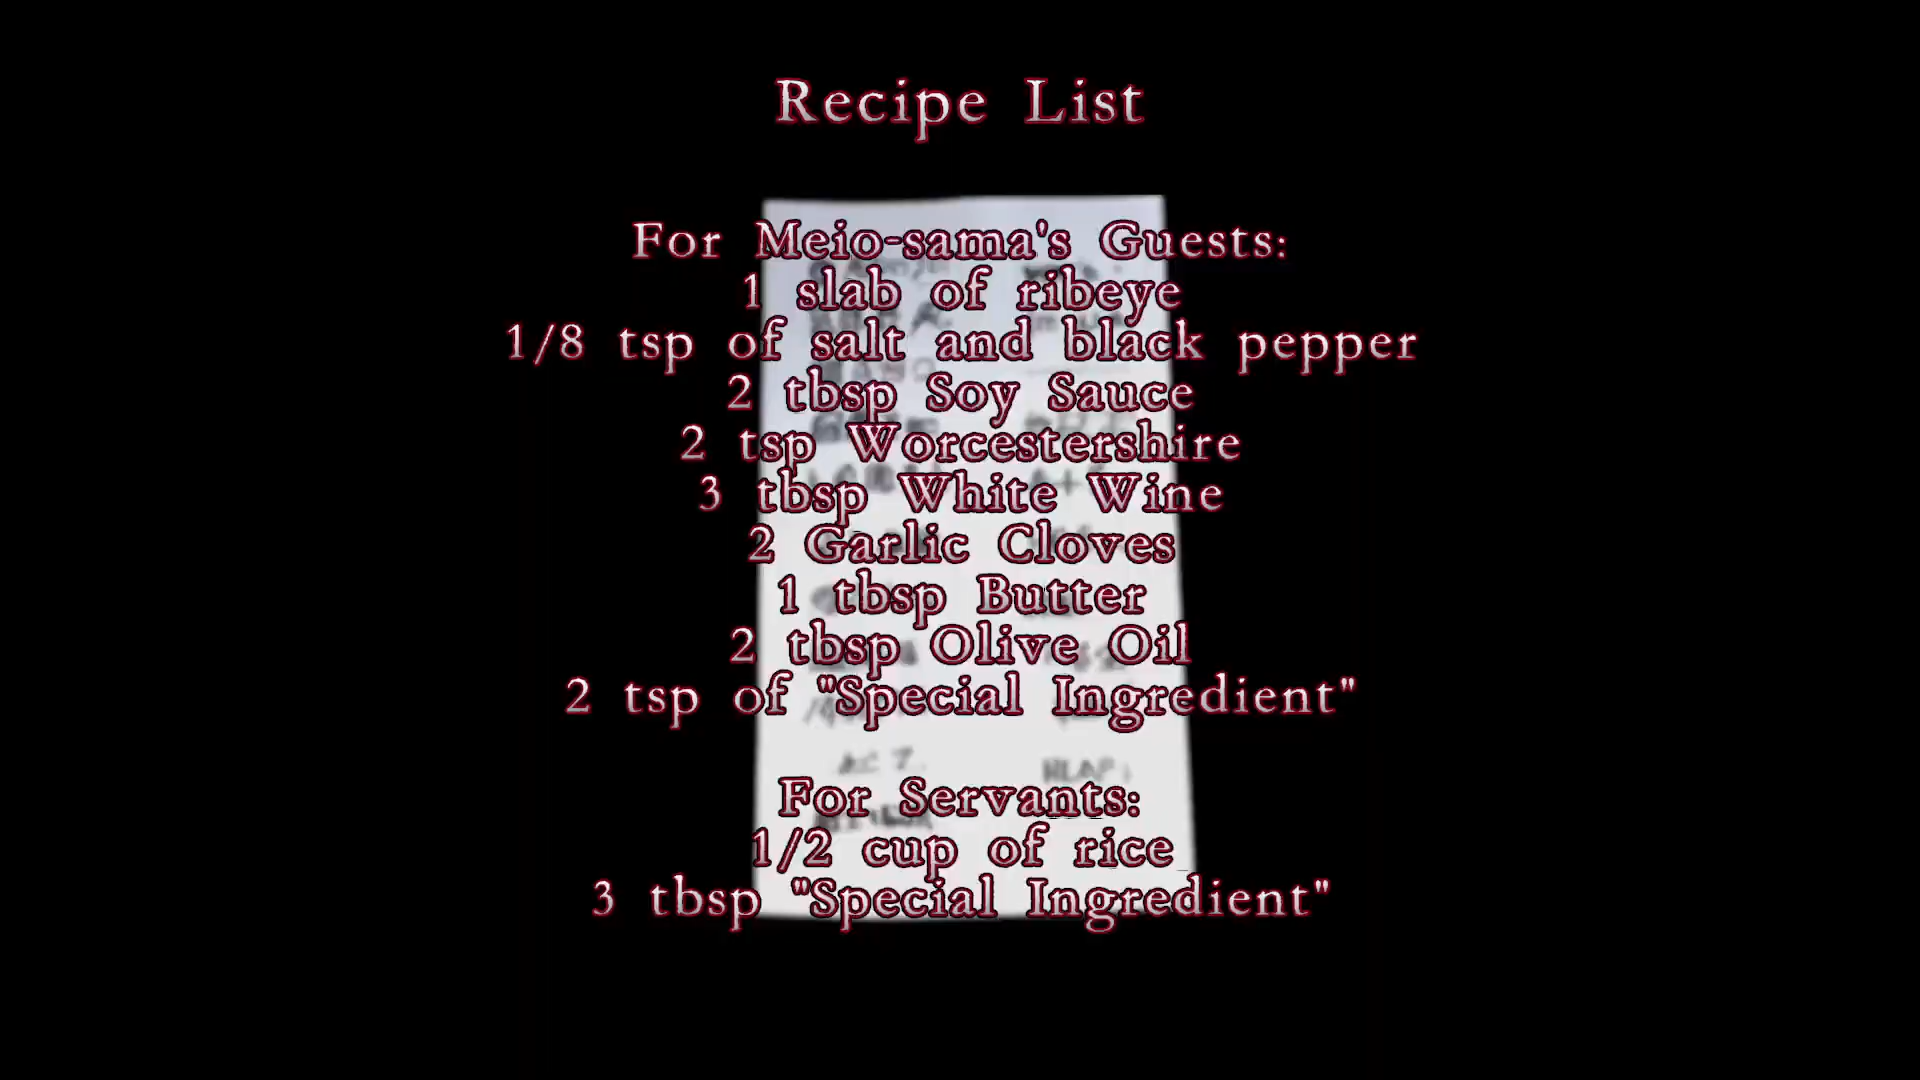 Recipe List
For Meio-sama's Guests:
1 slab of ribeye
1/8 tsp of salt and black pepper
2 tbsp Soy Sauce
2 tsp Worcestershire
3 tbsp White Wine
2 Garlic Cloves
1 tbsp Butter
2 tbsp Olive Oil
2 tsp of "Special Ingredient"
For Servants:
1/2 cup of rice
3 tbsp "Special Ingredient"